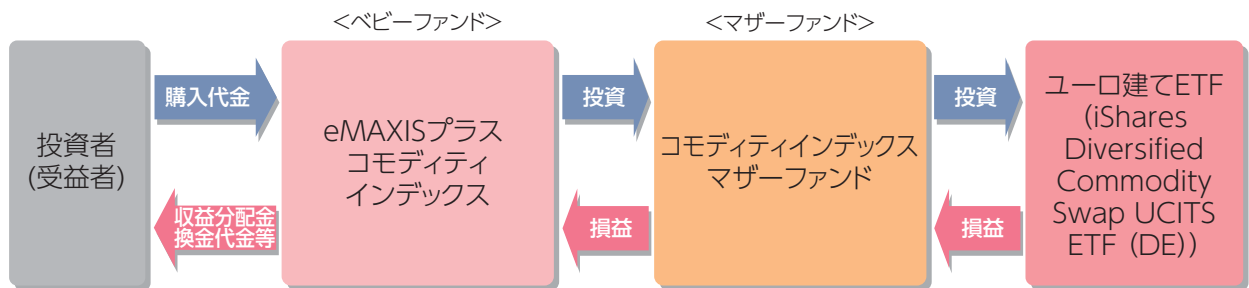 <ベビーファンド>
<マザーファンド>
投資者
(受益者)
購入代金
収益分配金
換金代金等
eMAXISプラス
コモディティ
インデックス
投資
損益
コモディティインデックス
マザーファンド
投資
損益
ユーロ建てETF
(iShares
Diversified
Commodity
Swap UCITS
ETF (DE))